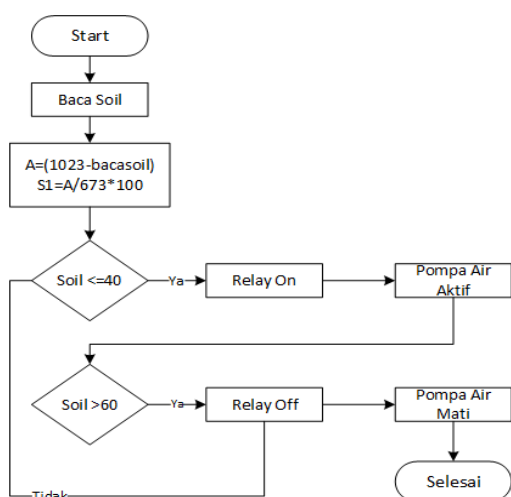 Start
Baca Soil
A=(1023-bacasoil)
S1=A/673*100
Soil <=40
Ya
Relay On
Pompa Air
Aktif
Soil >60
Ya
Relay Off
Pompa Air
Mati
Tidak
Selesai